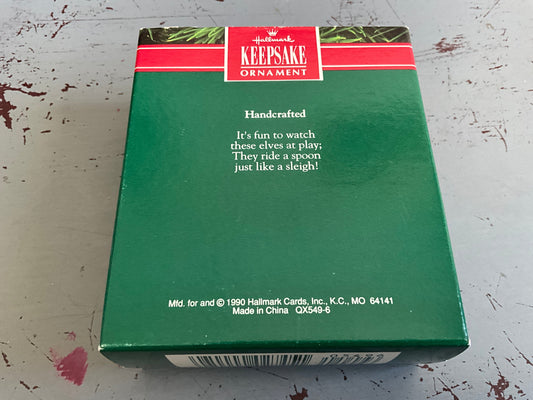 Hallmark
KEEPSAKE
ORNAMENT
Handcrafted
It's fun to watch
these elves at play;
They ride a spoon
just like a sleigh!
Mfd. for and © 1990 Hallmark Cards, Inc., K.C., MO 64141
Made in China QX549-6